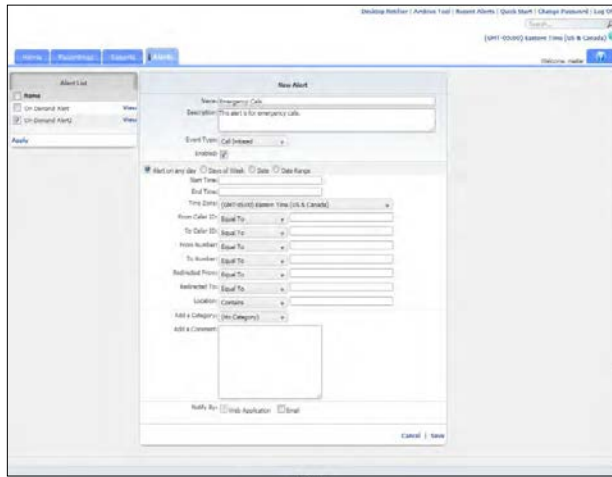 Desktop Notifier | Archive Tool | Recent Alerts | Quick Start | Change Password | Log Of
Search...
(GMT-05:00) Eastern Time (US & Canada)
Home Recordings Reports Alerts
Welcome,
Alert List
Name
On Demand Alert View
On Demand Alert2 View
Apply
New Alert
Name: Emergency Calls
Description: This alert is for emergency calls.
Event Type: Call Initiated
Enabled:
Alert on any day Days of Week Date Date Range
Start Time:
End Time:
Time Zone: (GMT-05:00) Eastern Time (US & Canada)
From Caller ID: Equal To
To Caller ID: Equal To
From Number: Equal To
To Number: Equal To
Redirected From: Equal To
Redirected To: Equal To
Location: Contains
Add a Category: (No Category)
Add a Comment:
Notify By: Web Application Email
Cancel | Save